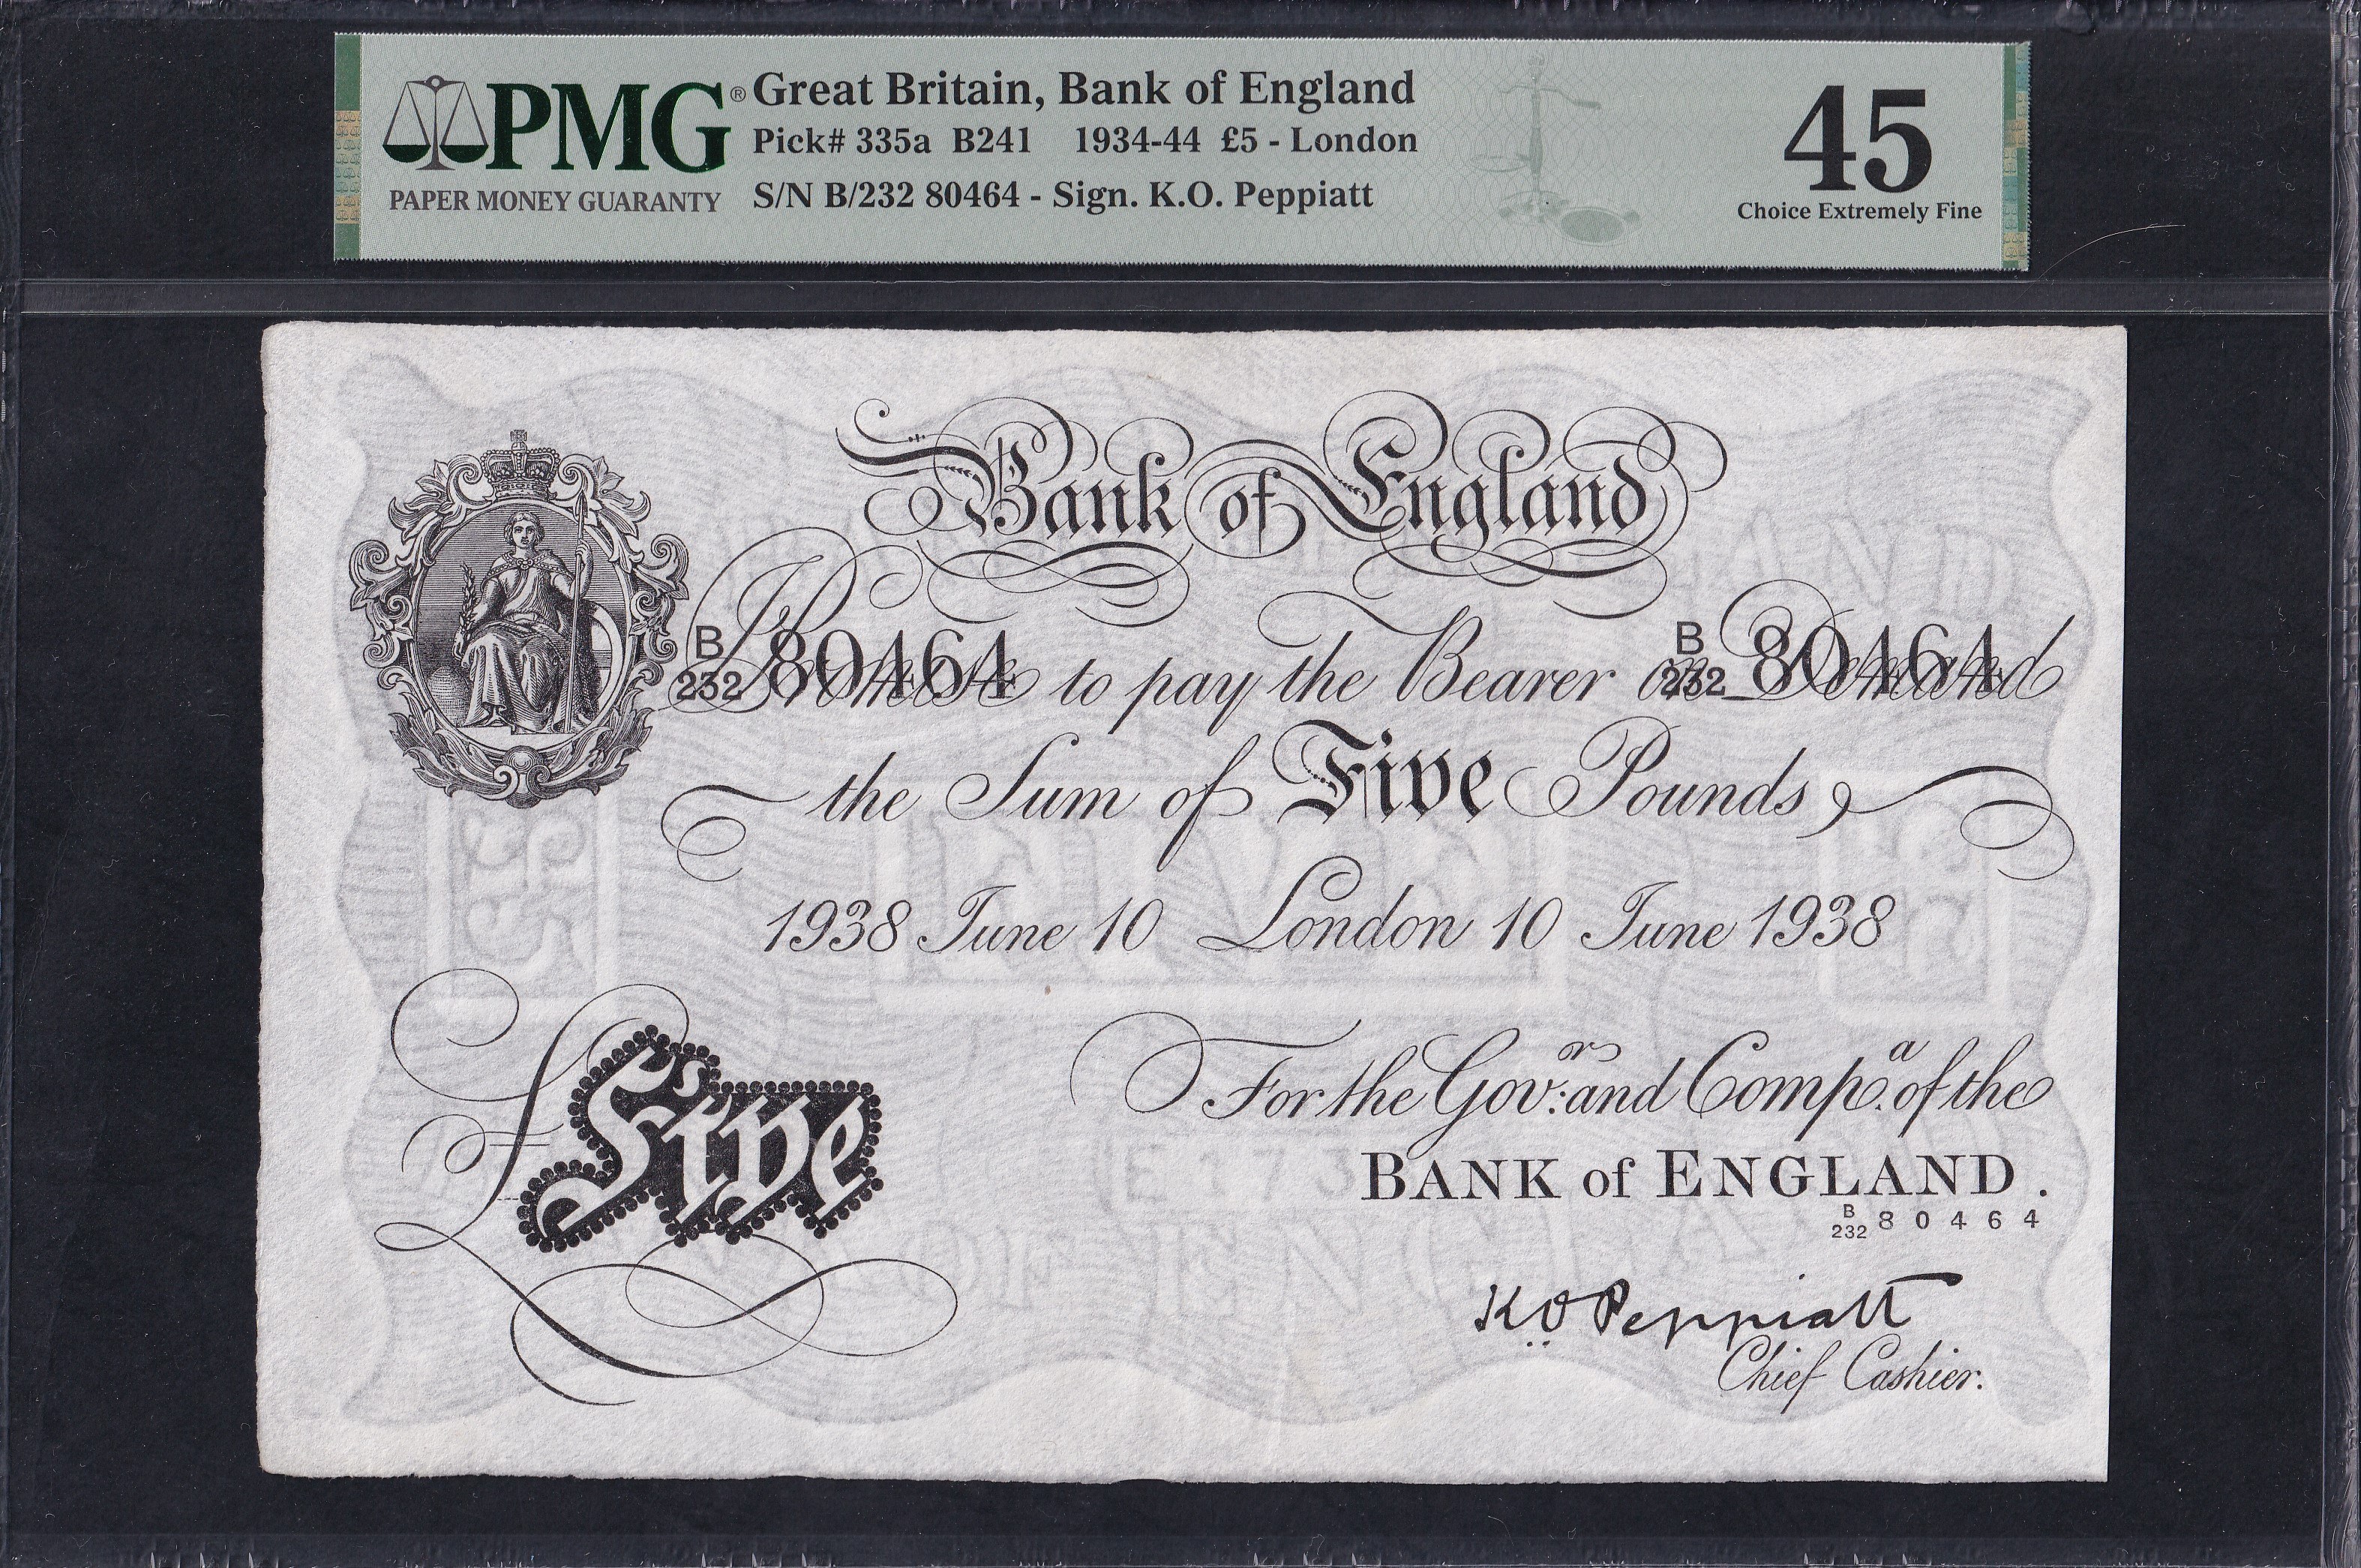 PMG® Great Britain, Bank of England
Pick# 335a B241 1934-44 £5 - London
PAPER MONEY GUARANTY S/N B/232 80464 - Sign. K.O. Peppiatt
45
Choice Extremely Fine
Bank of England
B
232 80464
B
232 80464
Promise to pay the Bearer on Demand
the Sum of Five Pounds
1938 June 10 London 10 June 1938
£ Five
For the Gov:or and Comp.a of the
BANK of ENGLAND.
B
232 80464
K.O. Peppiatt
Chief Cashier.